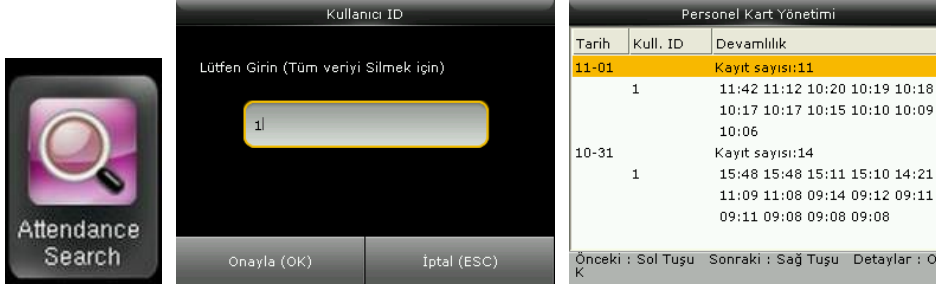 Attendance
Search
Kullanıcı ID
Lütfen Girin (Tüm veriyi Silmek için)
1
Onayla (OK)
İptal (ESC)
Personel Kart Yönetimi
Tarih Kull. ID Devamlılık
11-01 Kayıt sayısı:11
1 11:42 11:12 10:20 10:19 10:18
10:17 10:17 10:15 10:10 10:09
10:06
10-31 Kayıt sayısı:14
1 15:48 15:48 15:11 15:10 14:21
11:09 11:08 09:14 09:12 09:11
09:11 09:08 09:08 09:08
Önceki : Sol Tuşu Sonraki : Sağ Tuşu Detaylar : O
K